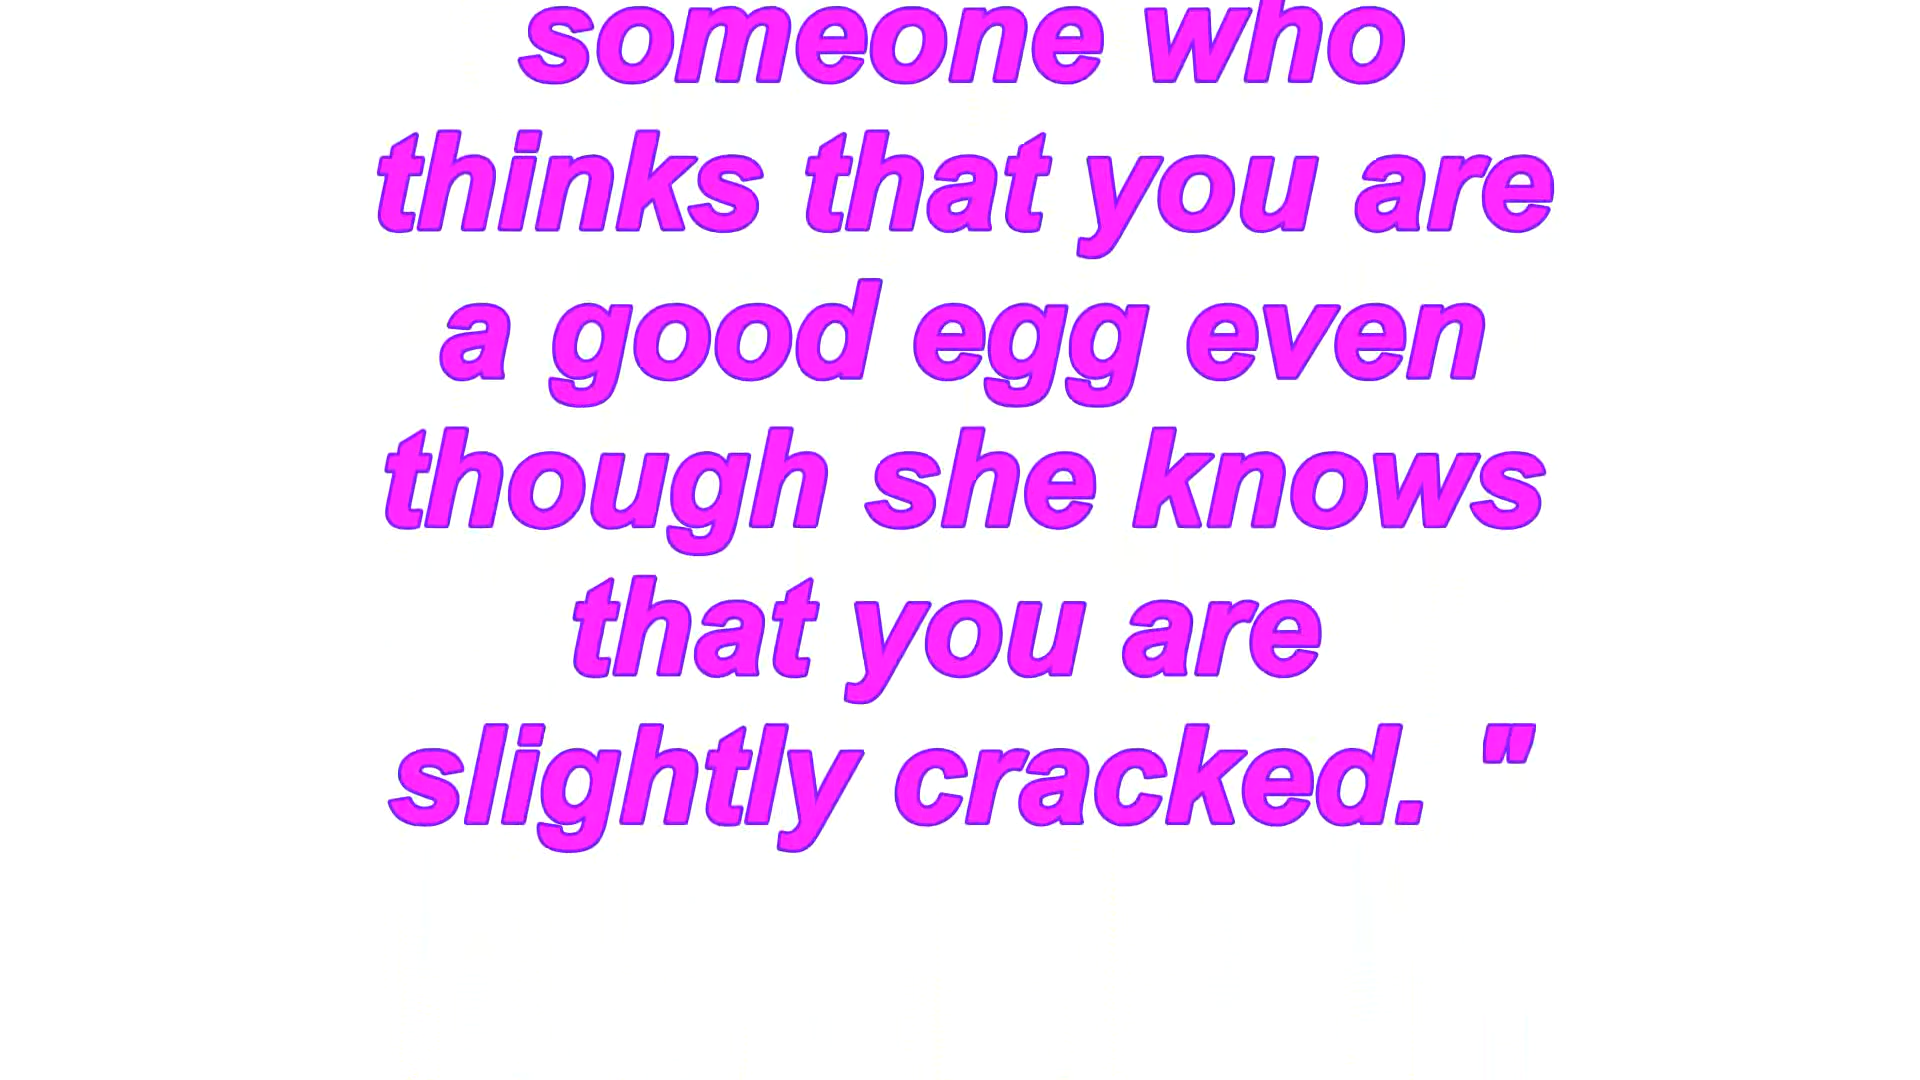 someone who
thinks that you are
a good egg even
though she knows
that you are
slightly cracked. "